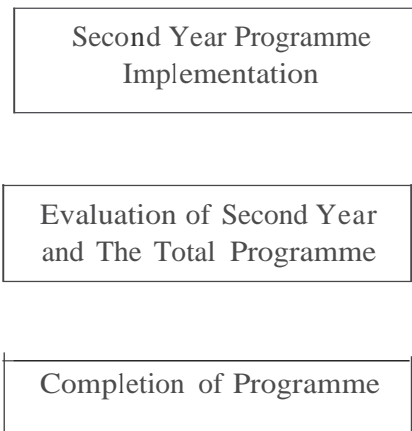 Second Year Programme
Implementation
Evaluation of Second Year
and The Total Programme
Completion of Programme